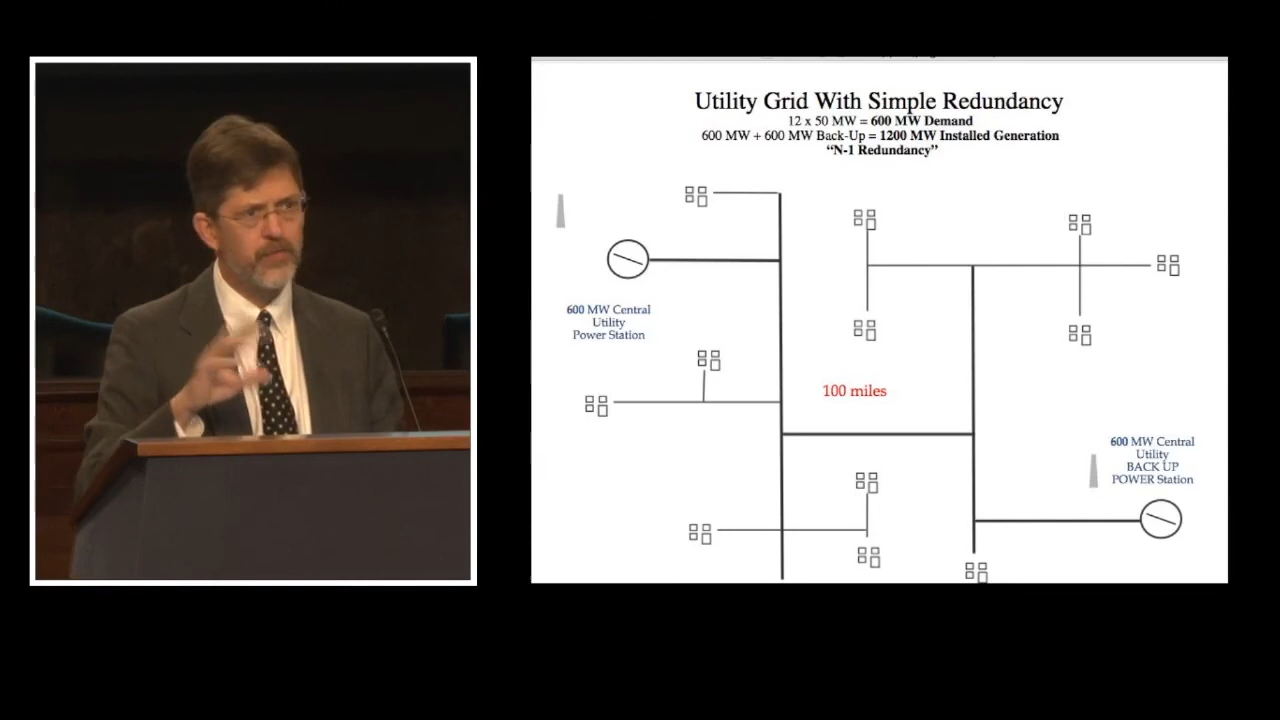 Utility Grid With Simple Redundancy
12 x 50 MW = 600 MW Demand
600 MW + 600 MW Back-Up = 1200 MW Installed Generation
“N-1 Redundancy”
600 MW Central
Utility
Power Station
100 miles
600 MW Central
Utility
BACK UP
POWER Station